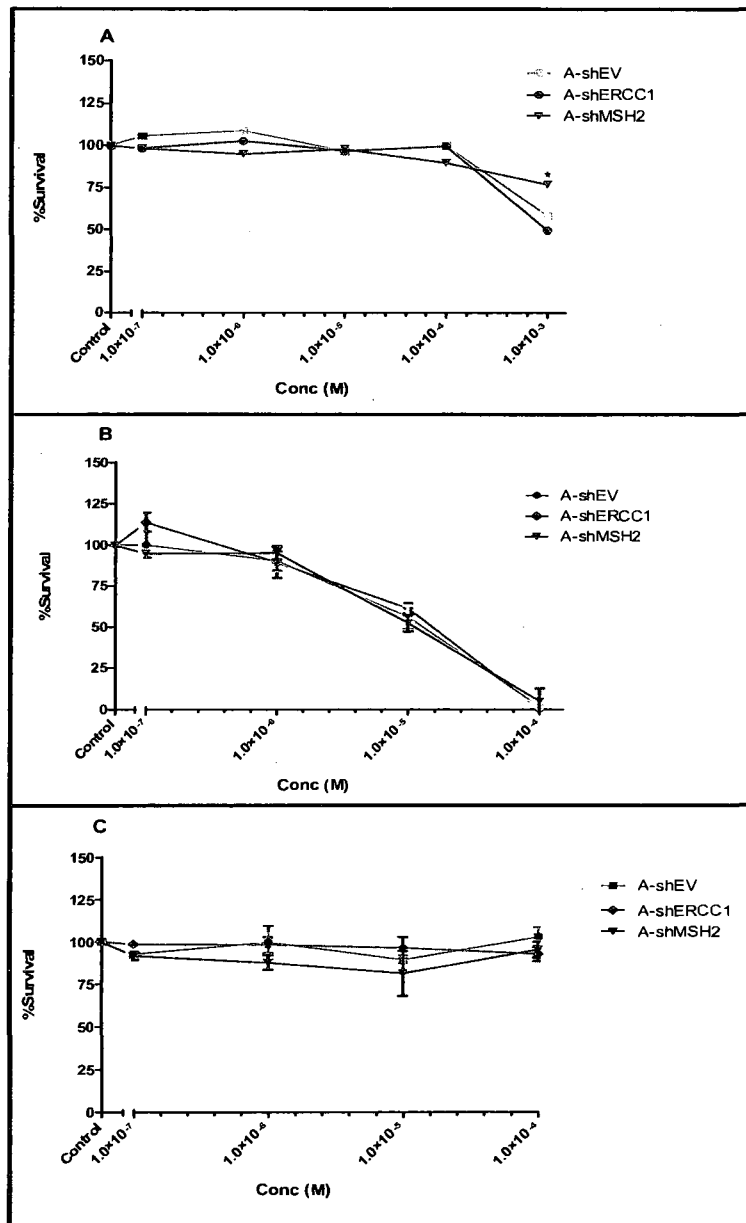 A
150
125
100
75
50
25
0
%Survival
A-shEV
A-shERCC1
A-shMSH2
*
Control
1.0×10⁻⁷
1.0×10⁻⁶
1.0×10⁻⁵
1.0×10⁻⁴
1.0×10⁻³
Conc (M)
B
150
125
100
75
50
25
0
%Survival
A-shEV
A-shERCC1
A-shMSH2
Control
1.0×10⁻⁷
1.0×10⁻⁶
1.0×10⁻⁵
1.0×10⁻⁴
Conc (M)
C
150
125
100
75
50
25
0
%Survival
A-shEV
A-shERCC1
A-shMSH2
Control
1.0×10⁻⁷
1.0×10⁻⁶
1.0×10⁻⁵
1.0×10⁻⁴
Conc (M)